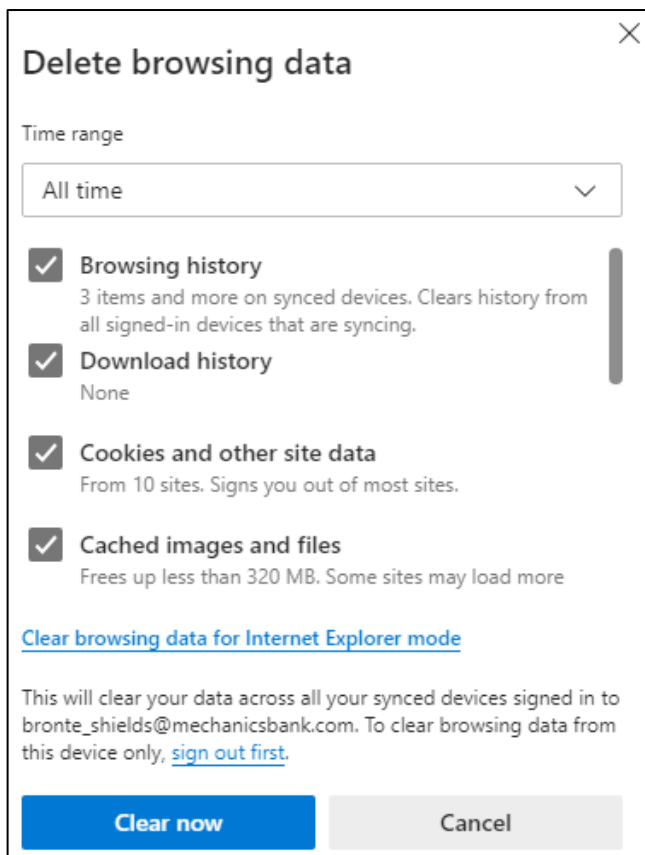 Delete browsing data
Time range
All time
Browsing history
3 items and more on synced devices. Clears history from
all signed-in devices that are syncing.
Download history
None
Cookies and other site data
From 10 sites. Signs you out of most sites.
Cached images and files
Frees up less than 320 MB. Some sites may load more
Clear browsing data for Internet Explorer mode
This will clear your data across all your synced devices signed in to
bronte_shields@mechanicsbank.com. To clear browsing data from
this device only, sign out first.
Clear now
Cancel